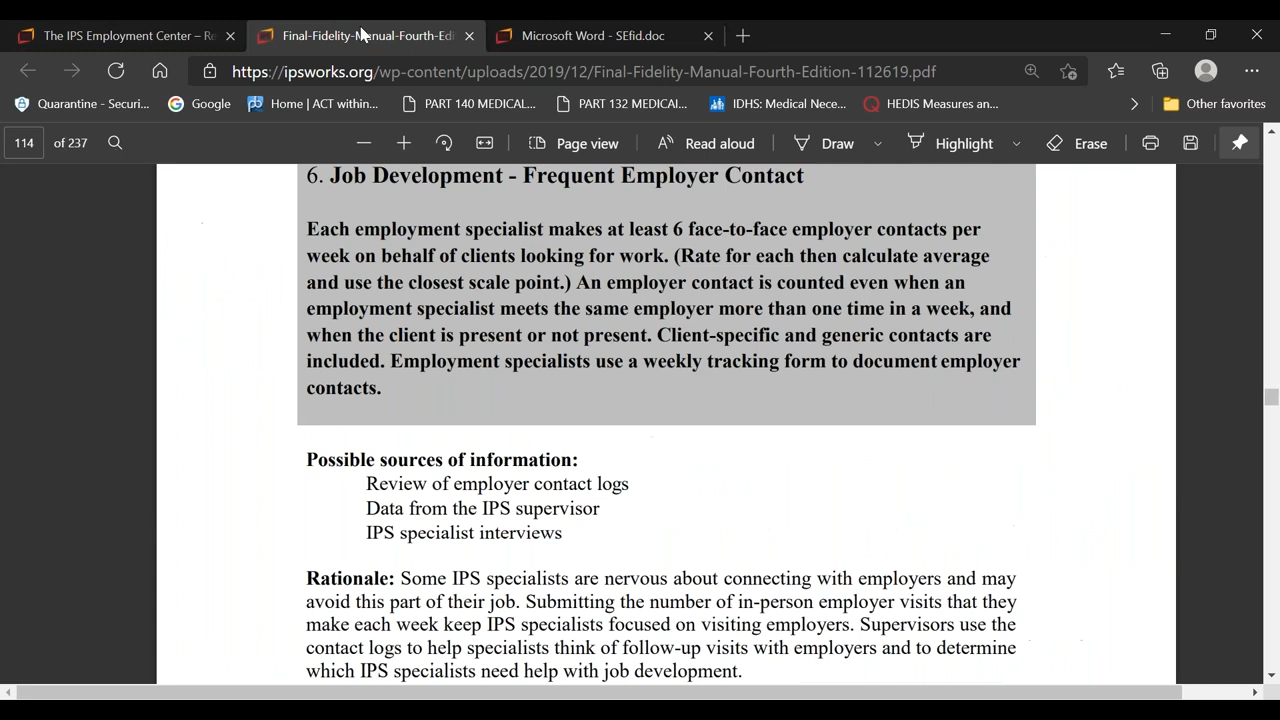 The IPS Employment Center – Re
Final-Fidelity-Manual-Fourth-Edi
Microsoft Word - SEfid.doc
https://ipsworks.org/wp-content/uploads/2019/12/Final-Fidelity-Manual-Fourth-Edition-112619.pdf
Quarantine - Securi...
Google
Home | ACT within...
PART 140 MEDICAL...
PART 132 MEDICAl...
IDHS: Medical Nece...
HEDIS Measures an...
Other favorites
114 of 237
Page view
Read aloud
Draw
Highlight
Erase
6. Job Development - Frequent Employer Contact
Each employment specialist makes at least 6 face-to-face employer contacts per
week on behalf of clients looking for work. (Rate for each then calculate average
and use the closest scale point.) An employer contact is counted even when an
employment specialist meets the same employer more than one time in a week, and
when the client is present or not present. Client-specific and generic contacts are
included. Employment specialists use a weekly tracking form to document employer
contacts.
Possible sources of information:
Review of employer contact logs
Data from the IPS supervisor
IPS specialist interviews
Rationale: Some IPS specialists are nervous about connecting with employers and may
avoid this part of their job. Submitting the number of in-person employer visits that they
make each week keep IPS specialists focused on visiting employers. Supervisors use the
contact logs to help specialists think of follow-up visits with employers and to determine
which IPS specialists need help with job development.